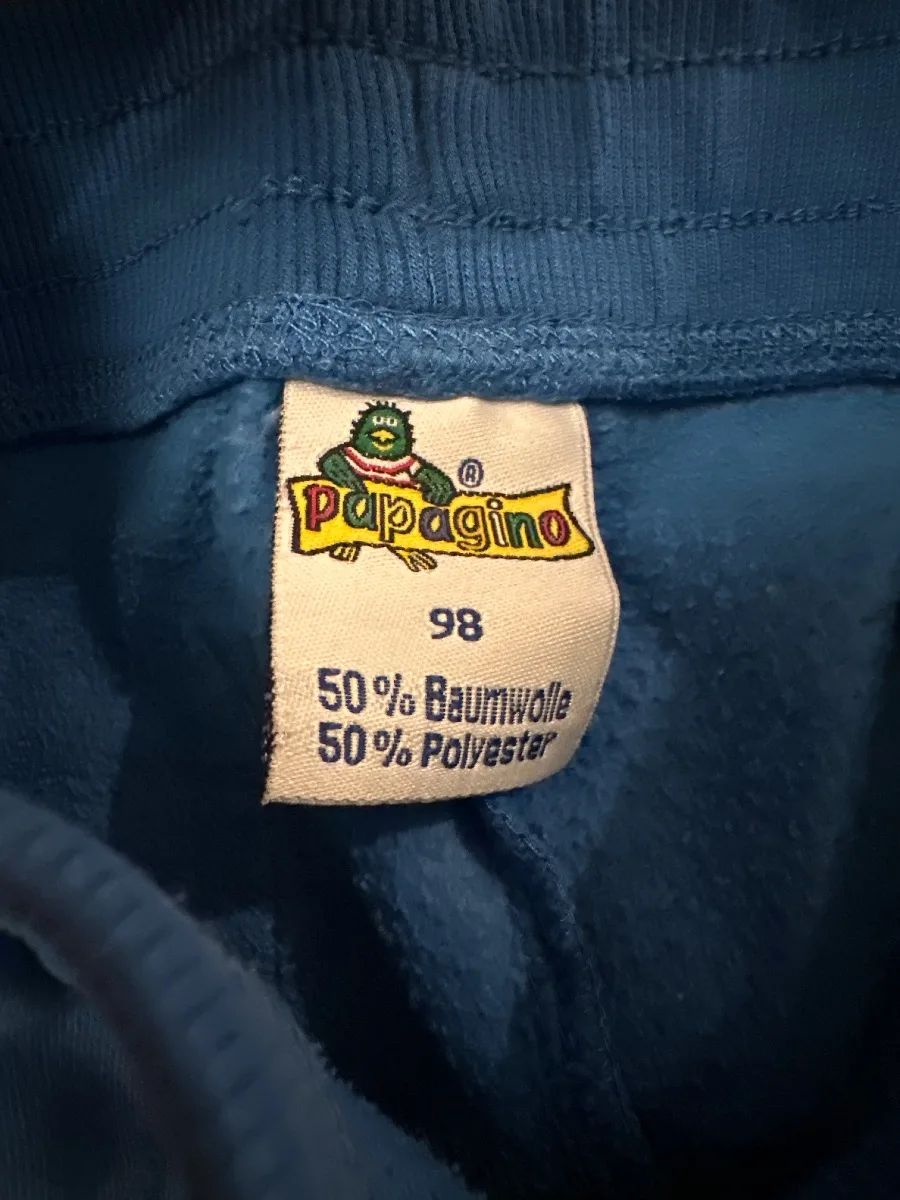 ®
papagino
98
50% Baumwolle
50% Polyester